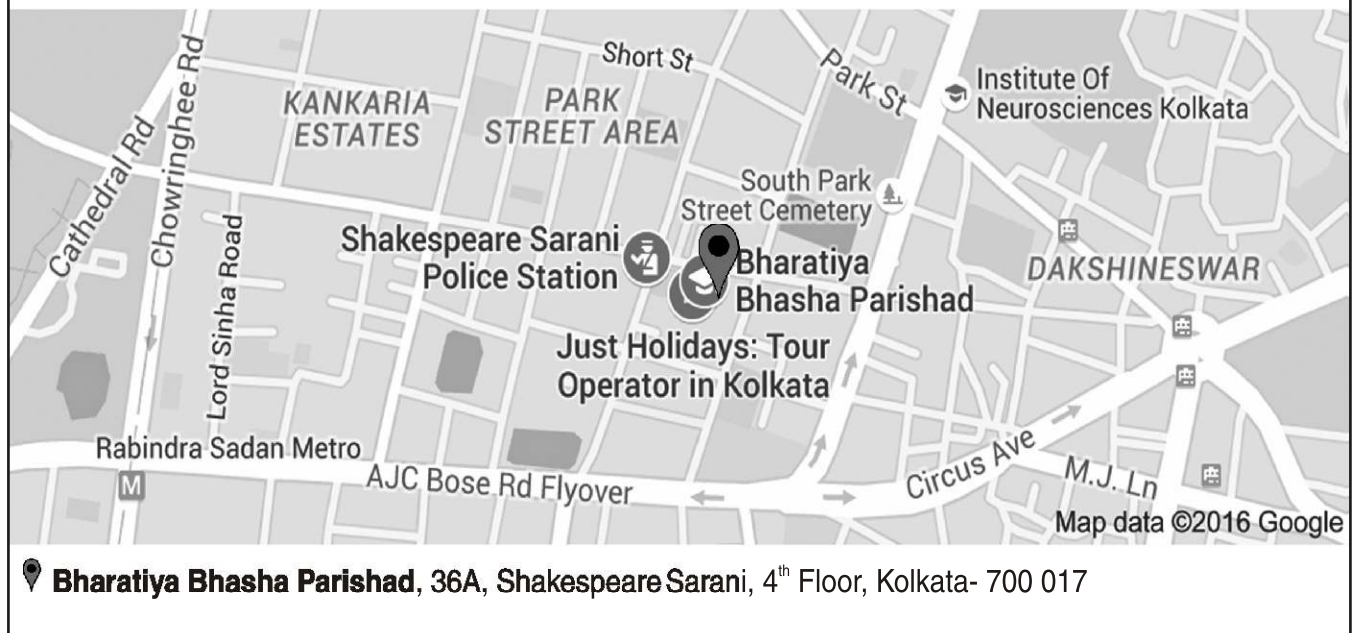 Short St
Park St
Institute Of
Neurosciences Kolkata
KANKARIA
ESTATES
PARK
STREET AREA
Cathedral Rd
Chowringhee Rd
Lord Sinha Road
South Park
Street Cemetery
Shakespeare Sarani
Police Station
Bharatiya
Bhasha Parishad
DAKSHINESWAR
Just Holidays: Tour
Operator in Kolkata
Rabindra Sadan Metro
M
AJC Bose Rd Flyover
Circus Ave
M.J. Ln
Map data ©2016 Google
Bharatiya Bhasha Parishad, 36A, Shakespeare Sarani, 4th Floor, Kolkata- 700 017